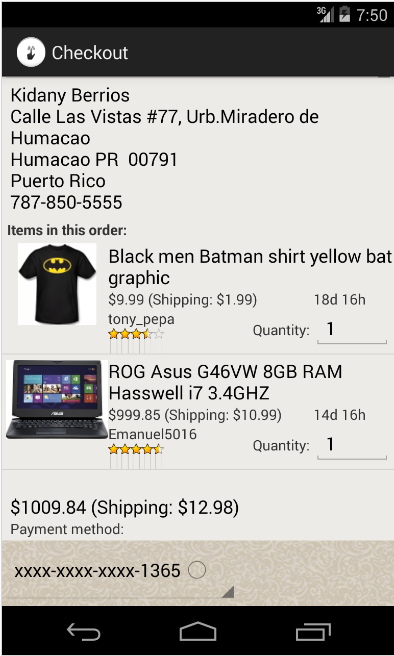 3G 7:50
Checkout
Kidany Berrios
Calle Las Vistas #77, Urb.Miradero de
Humacao
Humacao PR  00791
Puerto Rico
787-850-5555
Items in this order:
Black men Batman shirt yellow bat
graphic
$9.99 (Shipping: $1.99) 18d 16h
tony_pepa
Quantity: 1
ROG Asus G46VW 8GB RAM
Hasswell i7 3.4GHZ
$999.85 (Shipping: $10.99) 14d 16h
Emanuel5016
Quantity: 1
ASUS
$1009.84 (Shipping: $12.98)
Payment method:
xxxx-xxxx-xxxx-1365